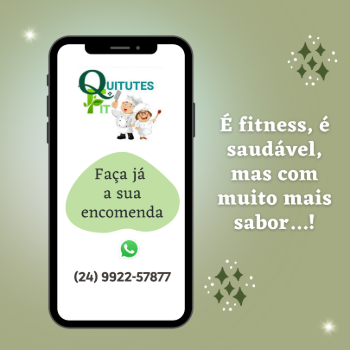 QUITUTES
FIT
Faça já
a sua
encomenda
(24) 9922-57877
É fitness, é
saudável,
mas com
muito mais
sabor...!